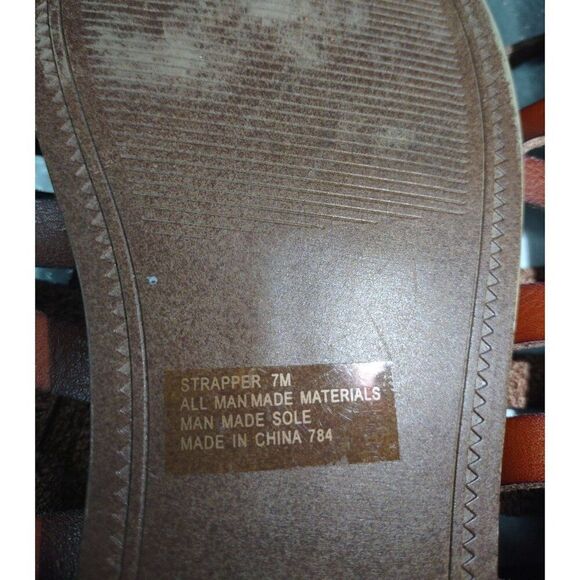 STRAPPER 7M
ALL MAN MADE MATERIALS
MAN MADE SOLE
MADE IN CHINA 784